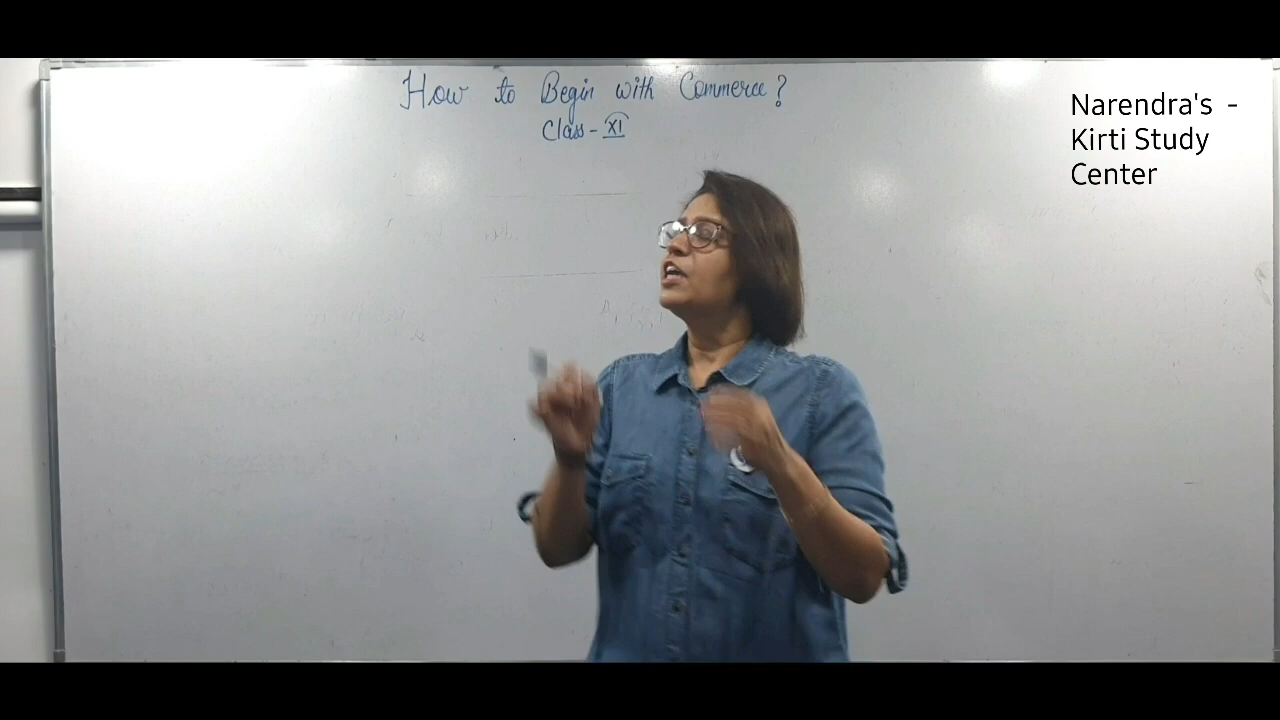 How to Begin with Commerce?
Class - XI
Narendra's -
Kirti Study
Center